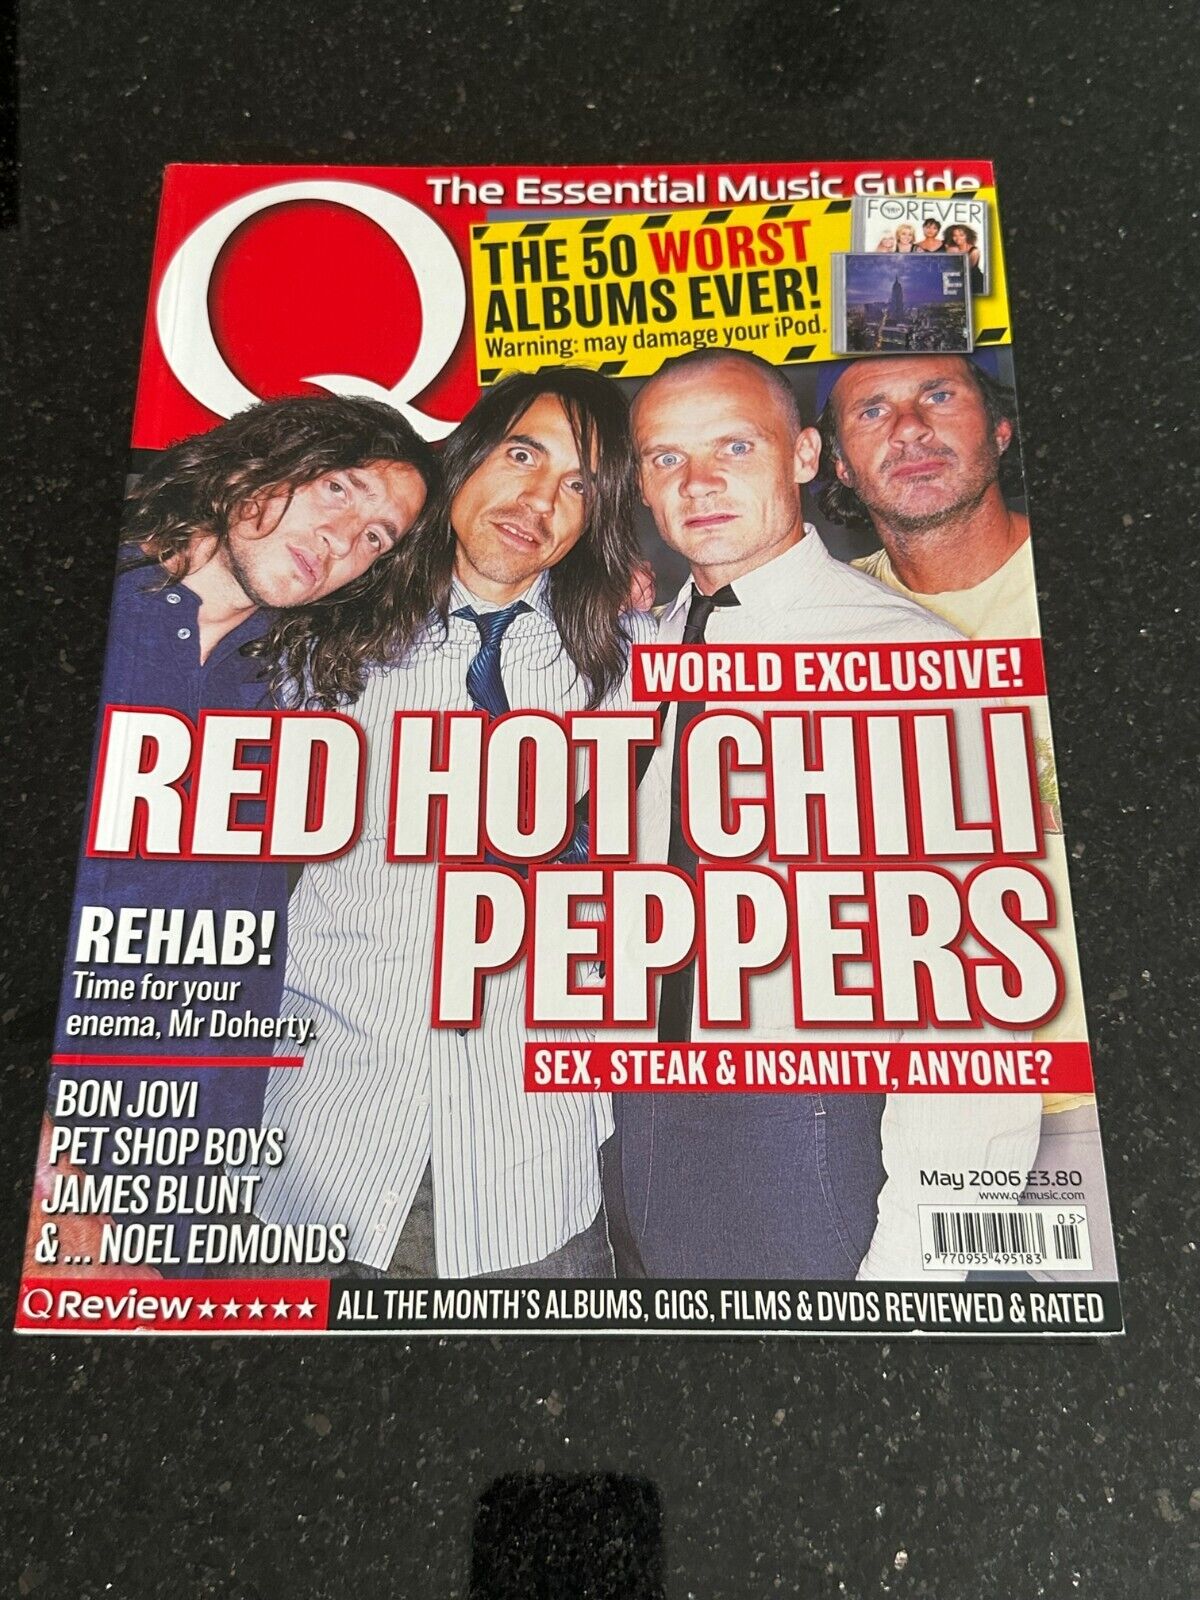 Q
The Essential Music Guide
THE 50 WORST
ALBUMS EVER!
Warning: may damage your iPod.
FOREVER
E
WORLD EXCLUSIVE!
RED HOT CHILI
PEPPERS
SEX, STEAK & INSANITY, ANYONE?
REHAB!
Time for your
enema, Mr Doherty.
BON JOVI
PET SHOP BOYS
JAMES BLUNT
&... NOEL EDMONDS
May 2006 £3.80
www.q4music.com
05>
9 770955 495183
Q Review ★★★★★ ALL THE MONTH'S ALBUMS, GIGS, FILMS & DVDS REVIEWED & RATED